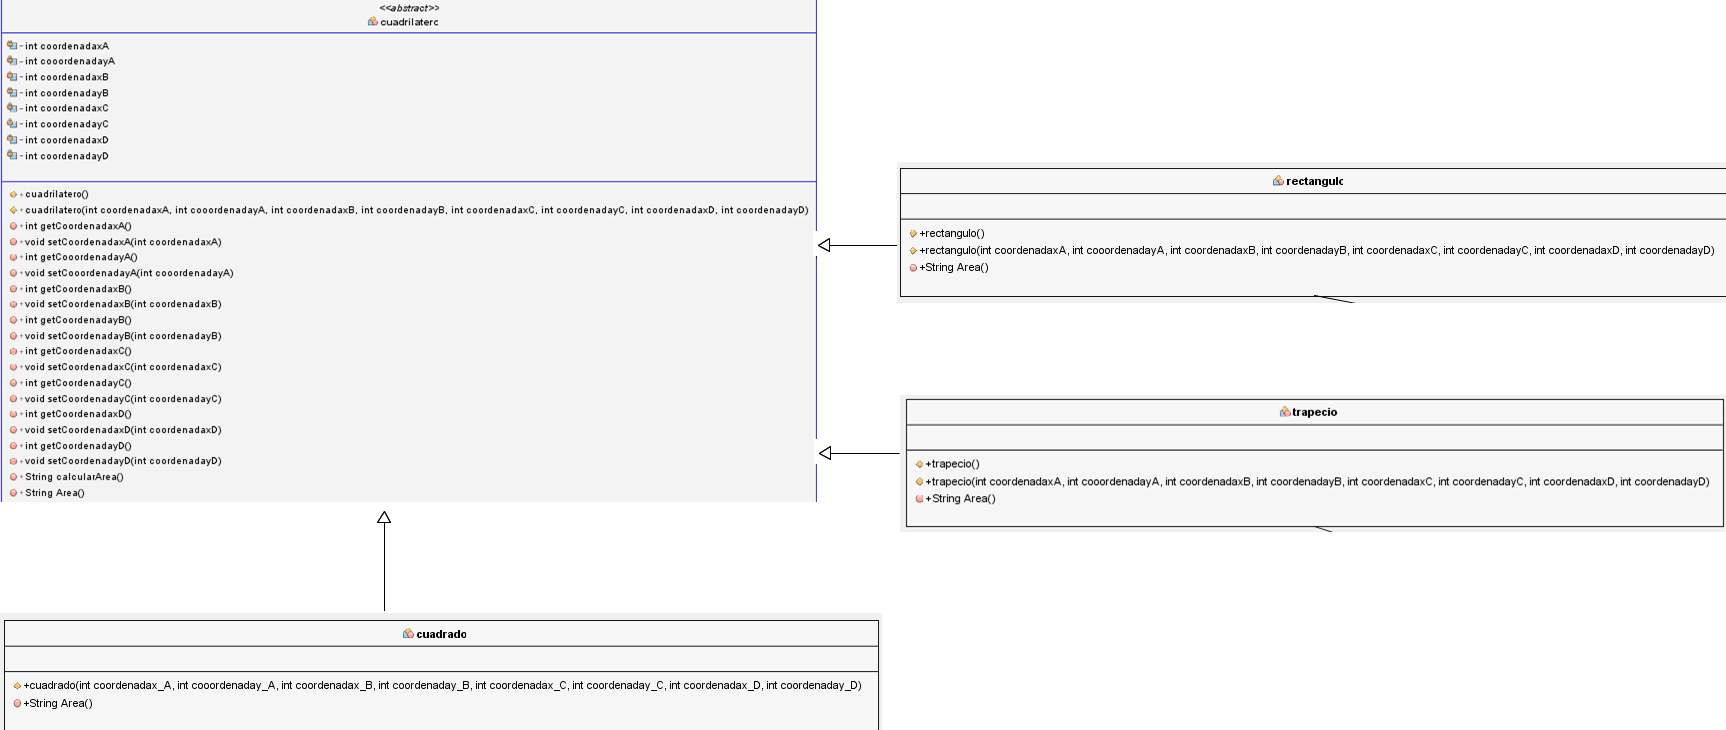 <<abstract>>
cuadrilatero
- int coordenadaxA
- int cooordenadayA
- int coordenadaxB
- int coordenadayB
- int coordenadaxC
- int coordenadayC
- int coordenadaxD
- int coordenadayD
+ cuadrilatero()
+ cuadrilatero(int coordenadaxA, int cooordenadayA, int coordenadaxB, int coordenadayB, int coordenadaxC, int coordenadayC, int coordenadaxD, int coordenadayD)
+ int getCoordenadaxA()
+ void setCoordenadaxA(int coordenadaxA)
+ int getCooordenadayA()
+ void setCooordenadayA(int cooordenadayA)
+ int getCoordenadaxB()
+ void setCoordenadaxB(int coordenadaxB)
+ int getCoordenadayB()
+ void setCoordenadayB(int coordenadayB)
+ int getCoordenadaxC()
+ void setCoordenadaxC(int coordenadaxC)
+ int getCoordenadayC()
+ void setCoordenadayC(int coordenadayC)
+ int getCoordenadaxD()
+ void setCoordenadaxD(int coordenadaxD)
+ int getCoordenadayD()
+ void setCoordenadayD(int coordenadayD)
+ String calcularArea()
+ String Area()
rectangulo
+rectangulo()
+rectangulo(int coordenadaxA, int cooordenadayA, int coordenadaxB, int coordenadayB, int coordenadaxC, int coordenadayC, int coordenadaxD, int coordenadayD)
+String Area()
trapecio
+trapecio()
+trapecio(int coordenadaxA, int cooordenadayA, int coordenadaxB, int coordenadayB, int coordenadaxC, int coordenadayC, int coordenadaxD, int coordenadayD)
+String Area()
cuadrado
+cuadrado(int coordenadax_A, int cooordenaday_A, int coordenadax_B, int coordenaday_B, int coordenadax_C, int coordenaday_C, int coordenadax_D, int coordenaday_D)
+String Area()